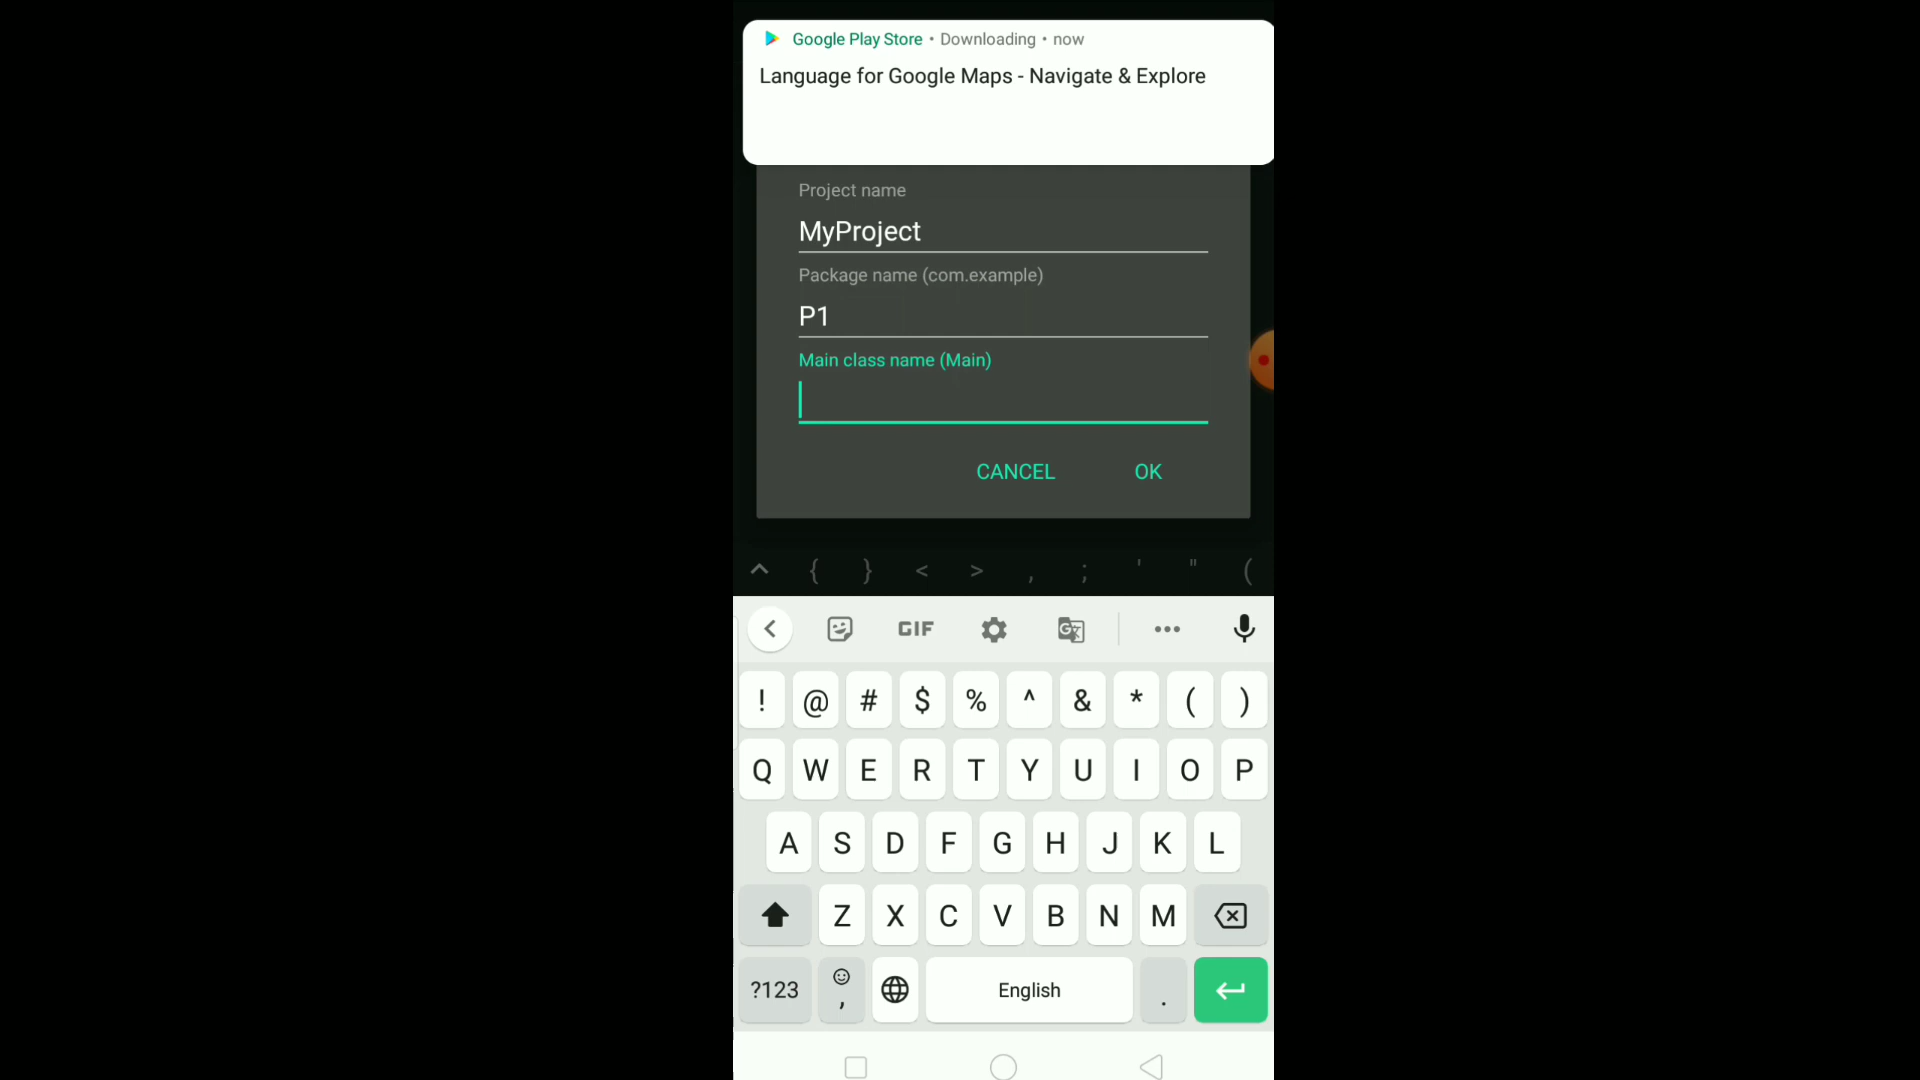 Google Play Store • Downloading • now
Language for Google Maps - Navigate & Explore
Project name
MyProject
Package name (com.example)
P1
Main class name (Main)
CANCEL OK
{ } < > , ; ' " (
GIF
! @ # $ % ^ & * ( )
Q W E R T Y U I O P
A S D F G H J K L
Z X C V B N M
?123 , English .